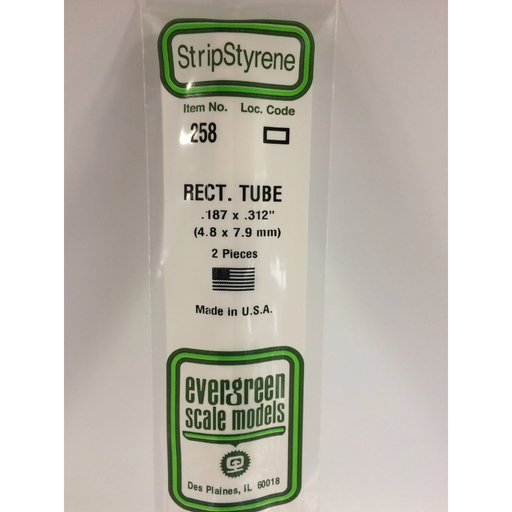 StripStyrene
Item No. Loc. Code
258
RECT. TUBE
.187 x .312"
(4.8 x 7.9 mm)
2 Pieces
Made in U.S.A.
evergreen
scale models
Des Plaines, IL 60018